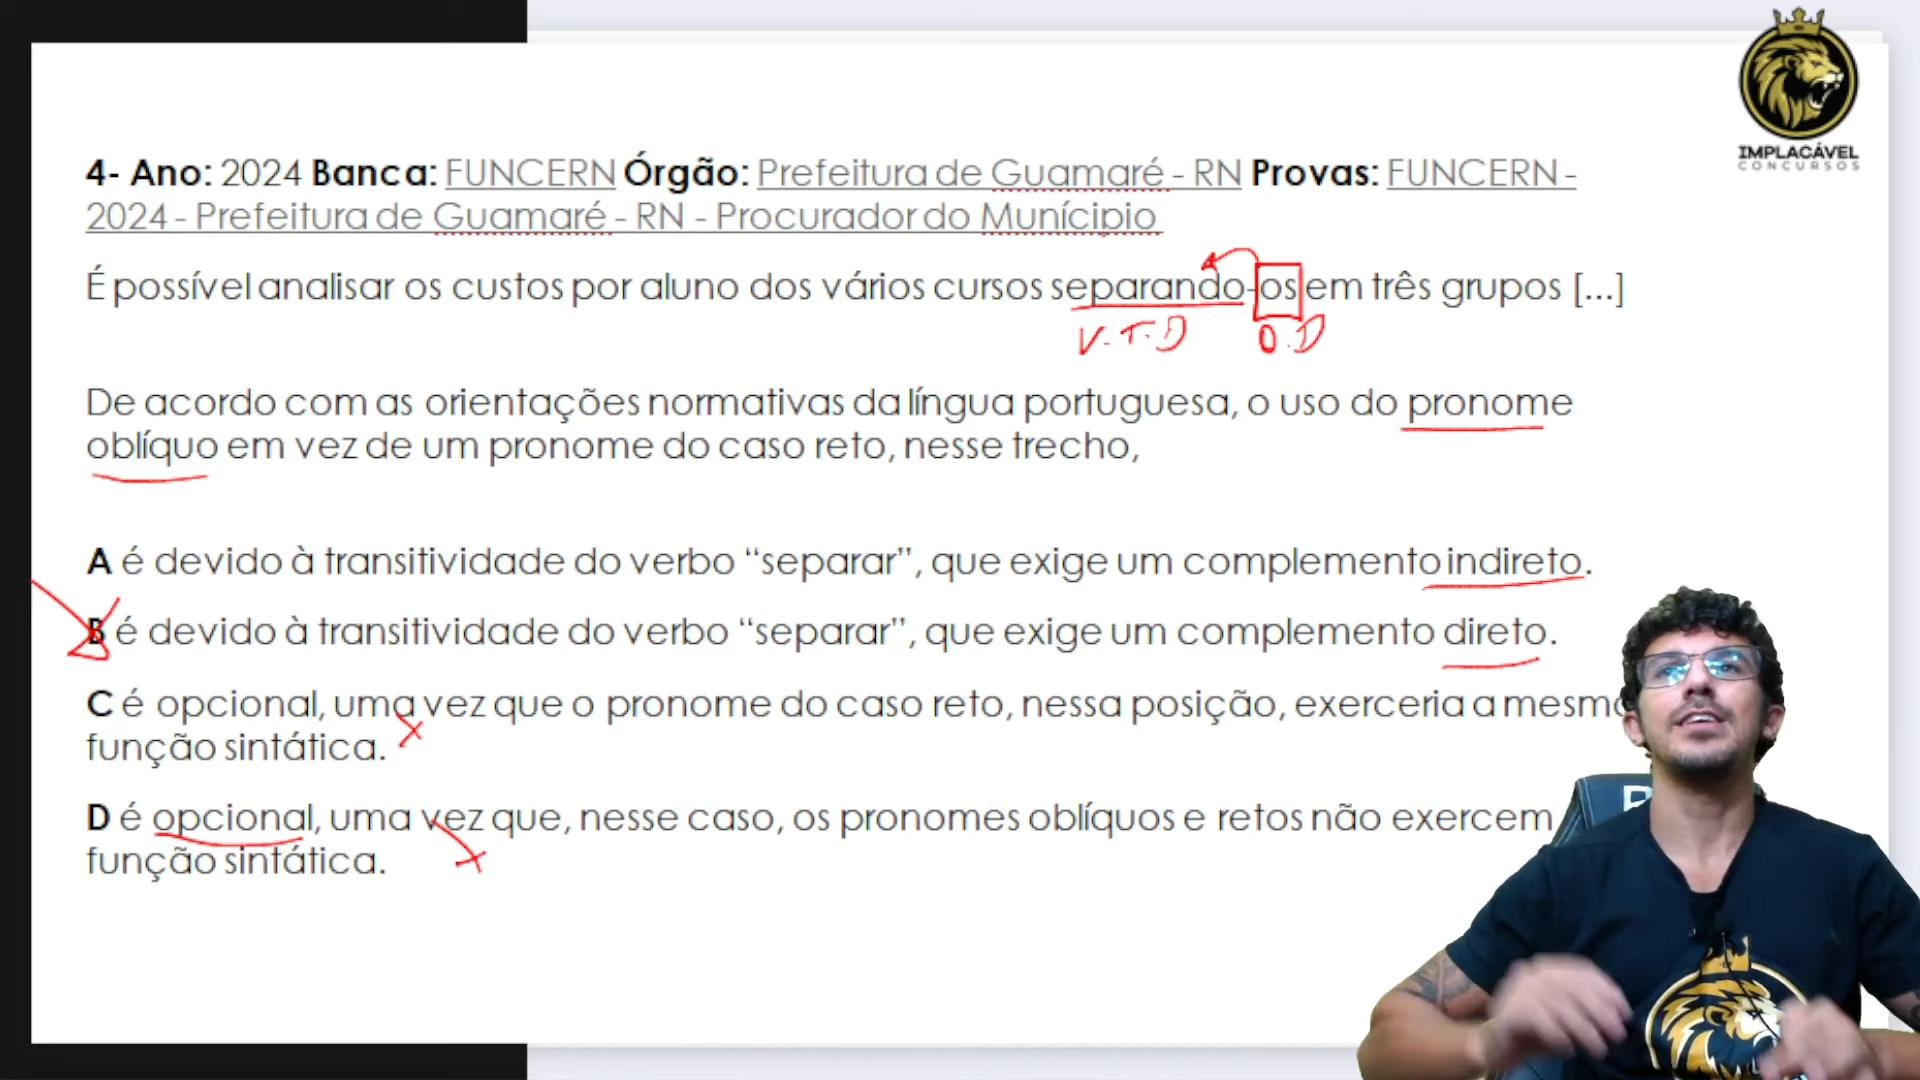 IMPLACÁVEL
CONCURSOS
4- Ano: 2024 Banca: FUNCERN Órgão: Prefeitura de Guamaré - RN Provas: FUNCERN -
2024 - Prefeitura de Guamaré - RN - Procurador do Munícipio
É possível analisar os custos por aluno dos vários cursos separando-os em três grupos [...]
V.T.D O.D
De acordo com as orientações normativas da língua portuguesa, o uso do pronome
oblíquo em vez de um pronome do caso reto, nesse trecho,
A é devido à transitividade do verbo “separar”, que exige um complemento indireto.
B é devido à transitividade do verbo “separar”, que exige um complemento direto.
C é opcional, uma vez que o pronome do caso reto, nessa posição, exerceria a mesma
função sintática.
D é opcional, uma vez que, nesse caso, os pronomes oblíquos e retos não exercem
função sintática.